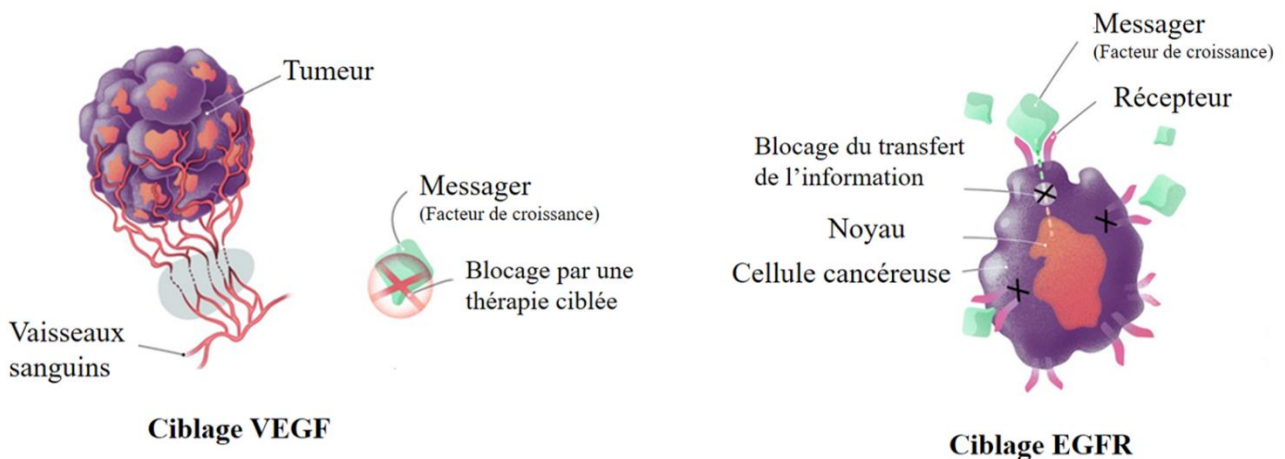 Tumeur
Messager
(Facteur de croissance)
Blocage par une
thérapie ciblée
Vaisseaux
sanguins
Ciblage VEGF
Messager
(Facteur de croissance)
Récepteur
Blocage du transfert
de l’information
Noyau
Cellule cancéreuse
Ciblage EGFR